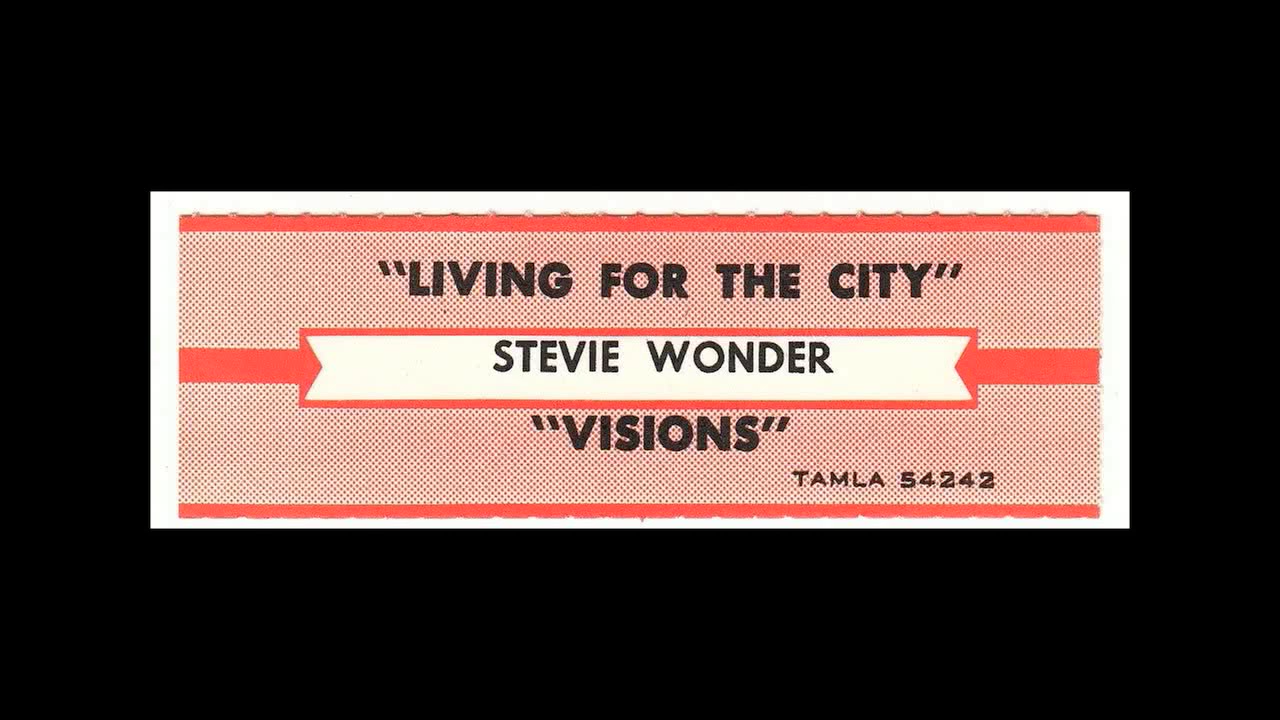 "LIVING FOR THE CITY"
STEVIE WONDER
"VISIONS"
TAMLA 54242